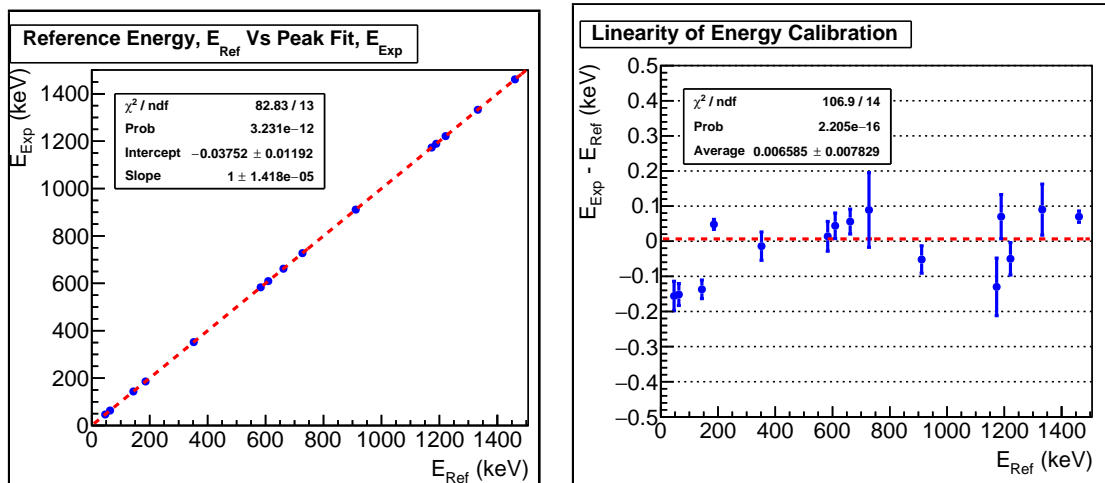 Reference Energy, E_Ref Vs Peak Fit, E_Exp
χ² / ndf 82.83 / 13
Prob 3.231e−12
Intercept −0.03752 ± 0.01192
Slope 1 ± 1.418e−05
E_Exp (keV)
1400
1200
1000
800
600
400
200
0
0 200 400 600 800 1000 1200 1400
E_Ref (keV)
Linearity of Energy Calibration
χ² / ndf 106.9 / 14
Prob 2.205e−16
Average 0.006585 ± 0.007829
E_Exp - E_Ref (keV)
0.5
0.4
0.3
0.2
0.1
0
−0.1
−0.2
−0.3
−0.4
−0.5
0 200 400 600 800 1000 1200 1400
E_Ref (keV)